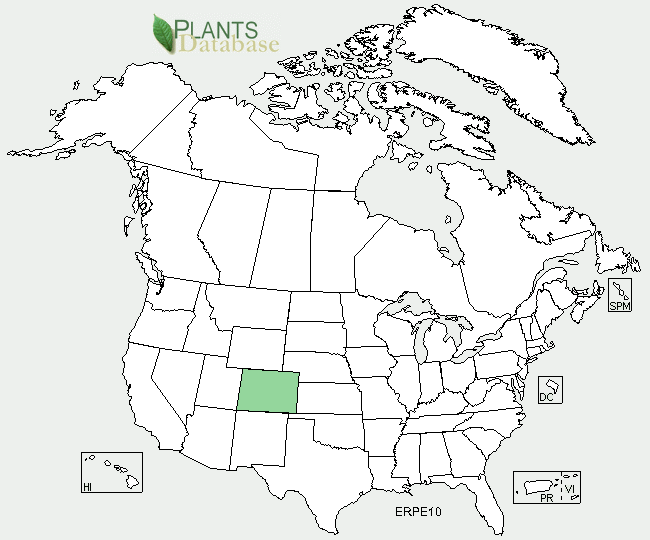 PLANTS
Database
SPM
DC
HI
PR
VI
ERPE10